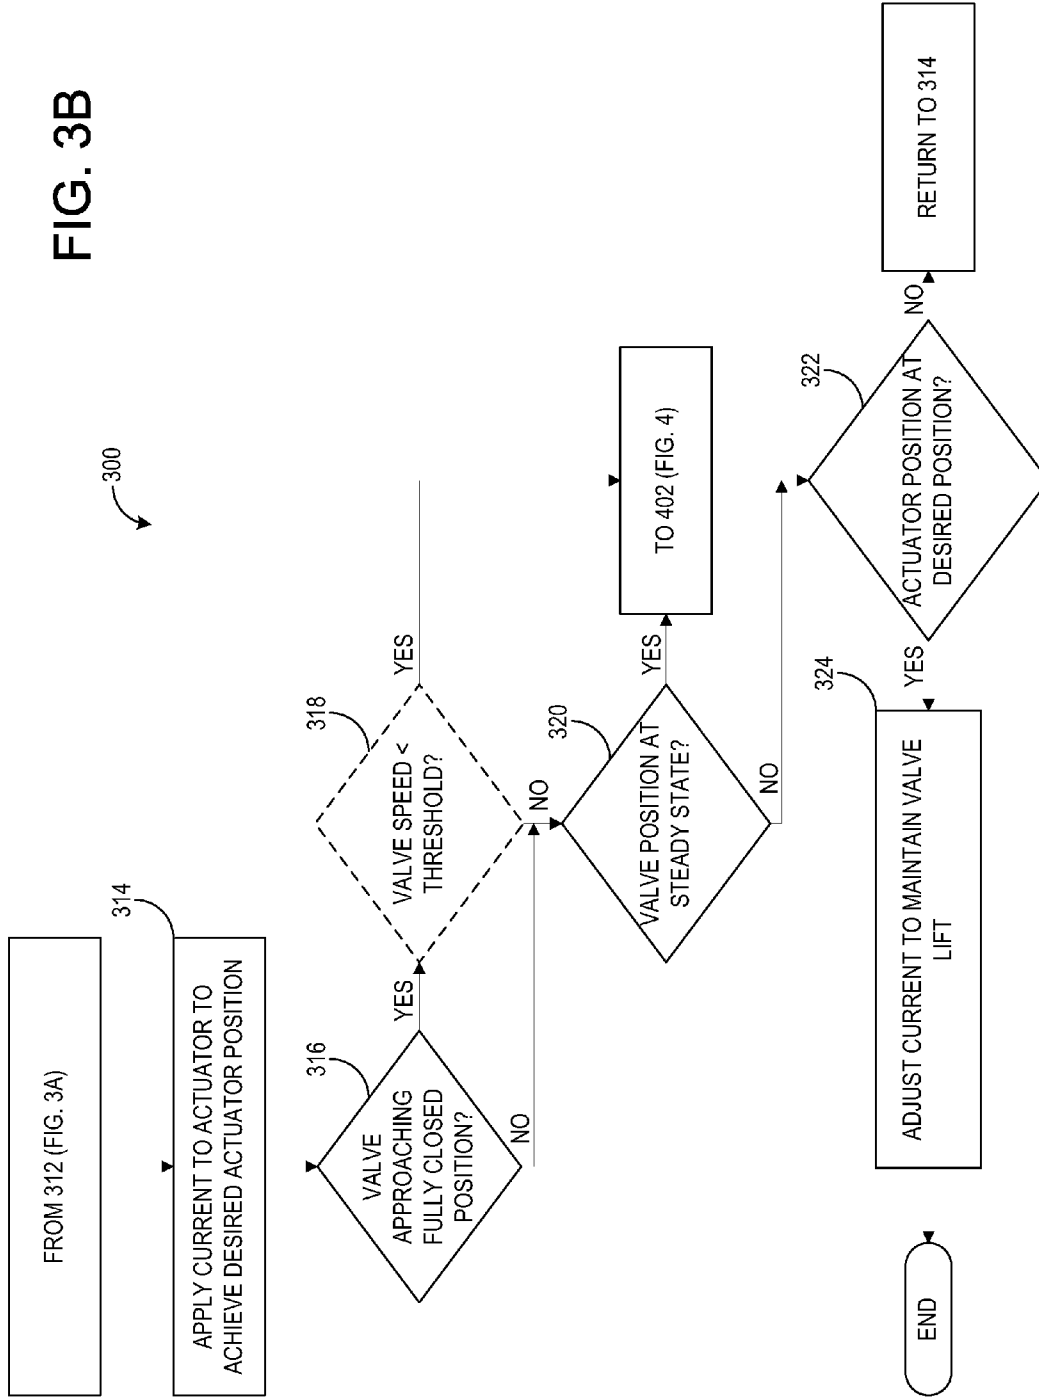 FIG. 3B
300
FROM 312 (FIG. 3A)
314
APPLY CURRENT TO ACTUATOR TO
ACHIEVE DESIRED ACTUATOR POSITION
316
VALVE
APPROACHING
FULLY CLOSED
POSITION?
YES
NO
318
VALVE SPEED <
THRESHOLD?
YES
NO
320
VALVE POSITION AT
STEADY STATE?
YES
NO
TO 402 (FIG. 4)
322
ACTUATOR POSITION AT
DESIRED POSITION?
YES
NO
RETURN TO 314
324
ADJUST CURRENT TO MAINTAIN VALVE
LIFT
END